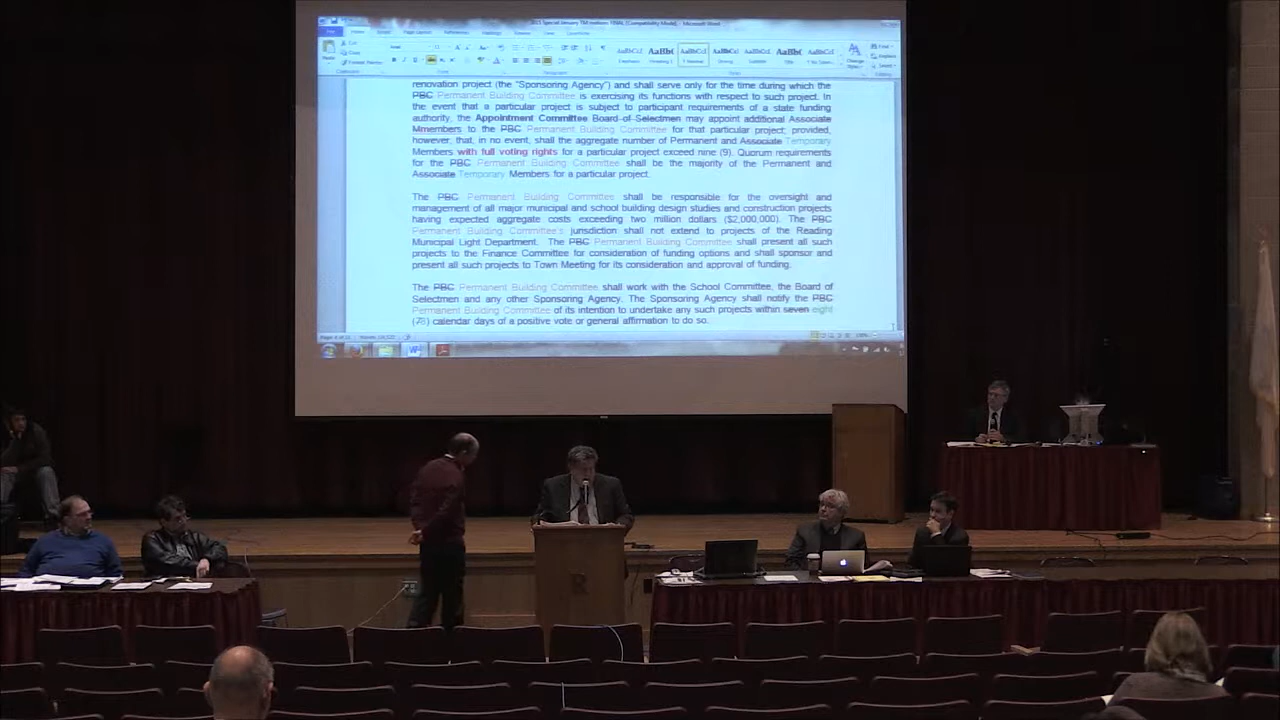 2015 Special January TM motions FINAL [Compatibility Mode] - Microsoft Word
renovation project (the "Sponsoring Agency") and shall serve only for the time during which the
PBC Permanent Building Committee is exercising its functions with respect to such project. In
the event that a particular project is subject to participant requirements of a state funding
authority, the Appointment Committee Board of Selectmen may appoint additional Associate
Mmembers to the PBC Permanent Building Committee for that particular project; provided,
however, that, in no event, shall the aggregate number of Permanent and Associate Temporary
Members with full voting rights for a particular project exceed nine (9). Quorum requirements
for the PBC Permanent Building Committee shall be the majority of the Permanent and
Associate Temporary Members for a particular project.
The PBC Permanent Building Committee shall be responsible for the oversight and
management of all major municipal and school building design studies and construction projects
having expected aggregate costs exceeding two million dollars ($2,000,000). The PBC
Permanent Building Committee's jurisdiction shall not extend to projects of the Reading
Municipal Light Department. The PBC Permanent Building Committee shall present all such
projects to the Finance Committee for consideration of funding options and shall sponsor and
present all such projects to Town Meeting for its consideration and approval of funding.
The PBC Permanent Building Committee shall work with the School Committee, the Board of
Selectmen and any other Sponsoring Agency. The Sponsoring Agency shall notify the PBC
Permanent Building Committee of its intention to undertake any such projects within seven eight
(78) calendar days of a positive vote or general affirmation to do so.